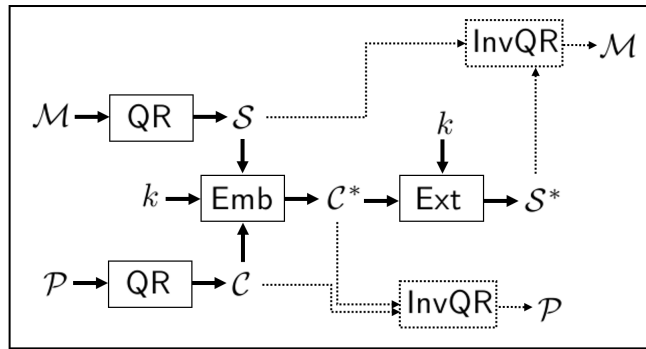 InvQR M
M QR S
k
k Emb C* Ext S*
P QR C
InvQR P